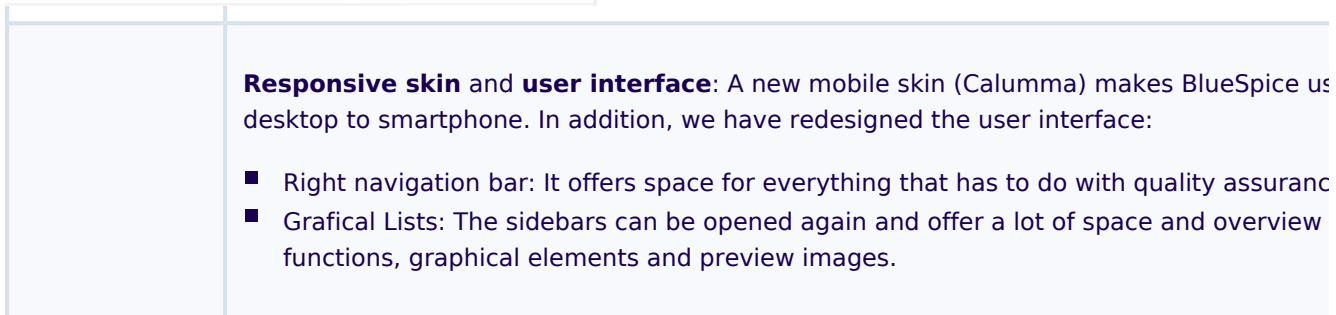 Responsive skin and user interface: A new mobile skin (Calumma) makes BlueSpice
desktop to smartphone. In addition, we have redesigned the user interface:
Right navigation bar: It offers space for everything that has to do with quality
Grafical Lists: The sidebars can be opened again and offer a lot of space and overview
functions, graphical elements and preview images.